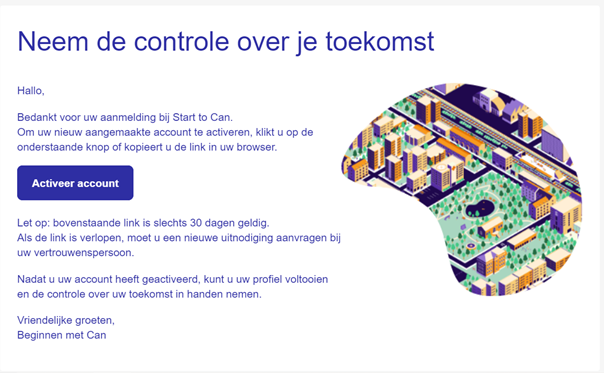 Neem de controle over je toekomst
Hallo,
Bedankt voor uw aanmelding bij Start to Can.
Om uw nieuw aangemaakte account te activeren, klikt u op de
onderstaande knop of kopieert u de link in uw browser.
Activeer account
Let op: bovenstaande link is slechts 30 dagen geldig.
Als de link is verlopen, moet u een nieuwe uitnodiging aanvragen bij
uw vertrouwenspersoon.
Nadat u uw account heeft geactiveerd, kunt u uw profiel voltooien
en de controle over uw toekomst in handen nemen.
Vriendelijke groeten,
Beginnen met Can